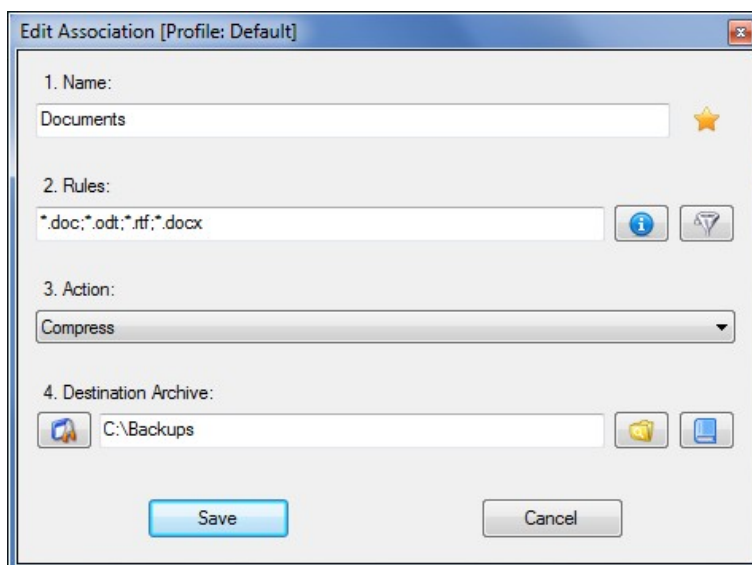 Edit Association [Profile: Default]
1. Name:
Documents
2. Rules:
*.doc;*.odt;*.rtf;*.docx
3. Action:
Compress
4. Destination Archive:
C:\Backups
Save Cancel